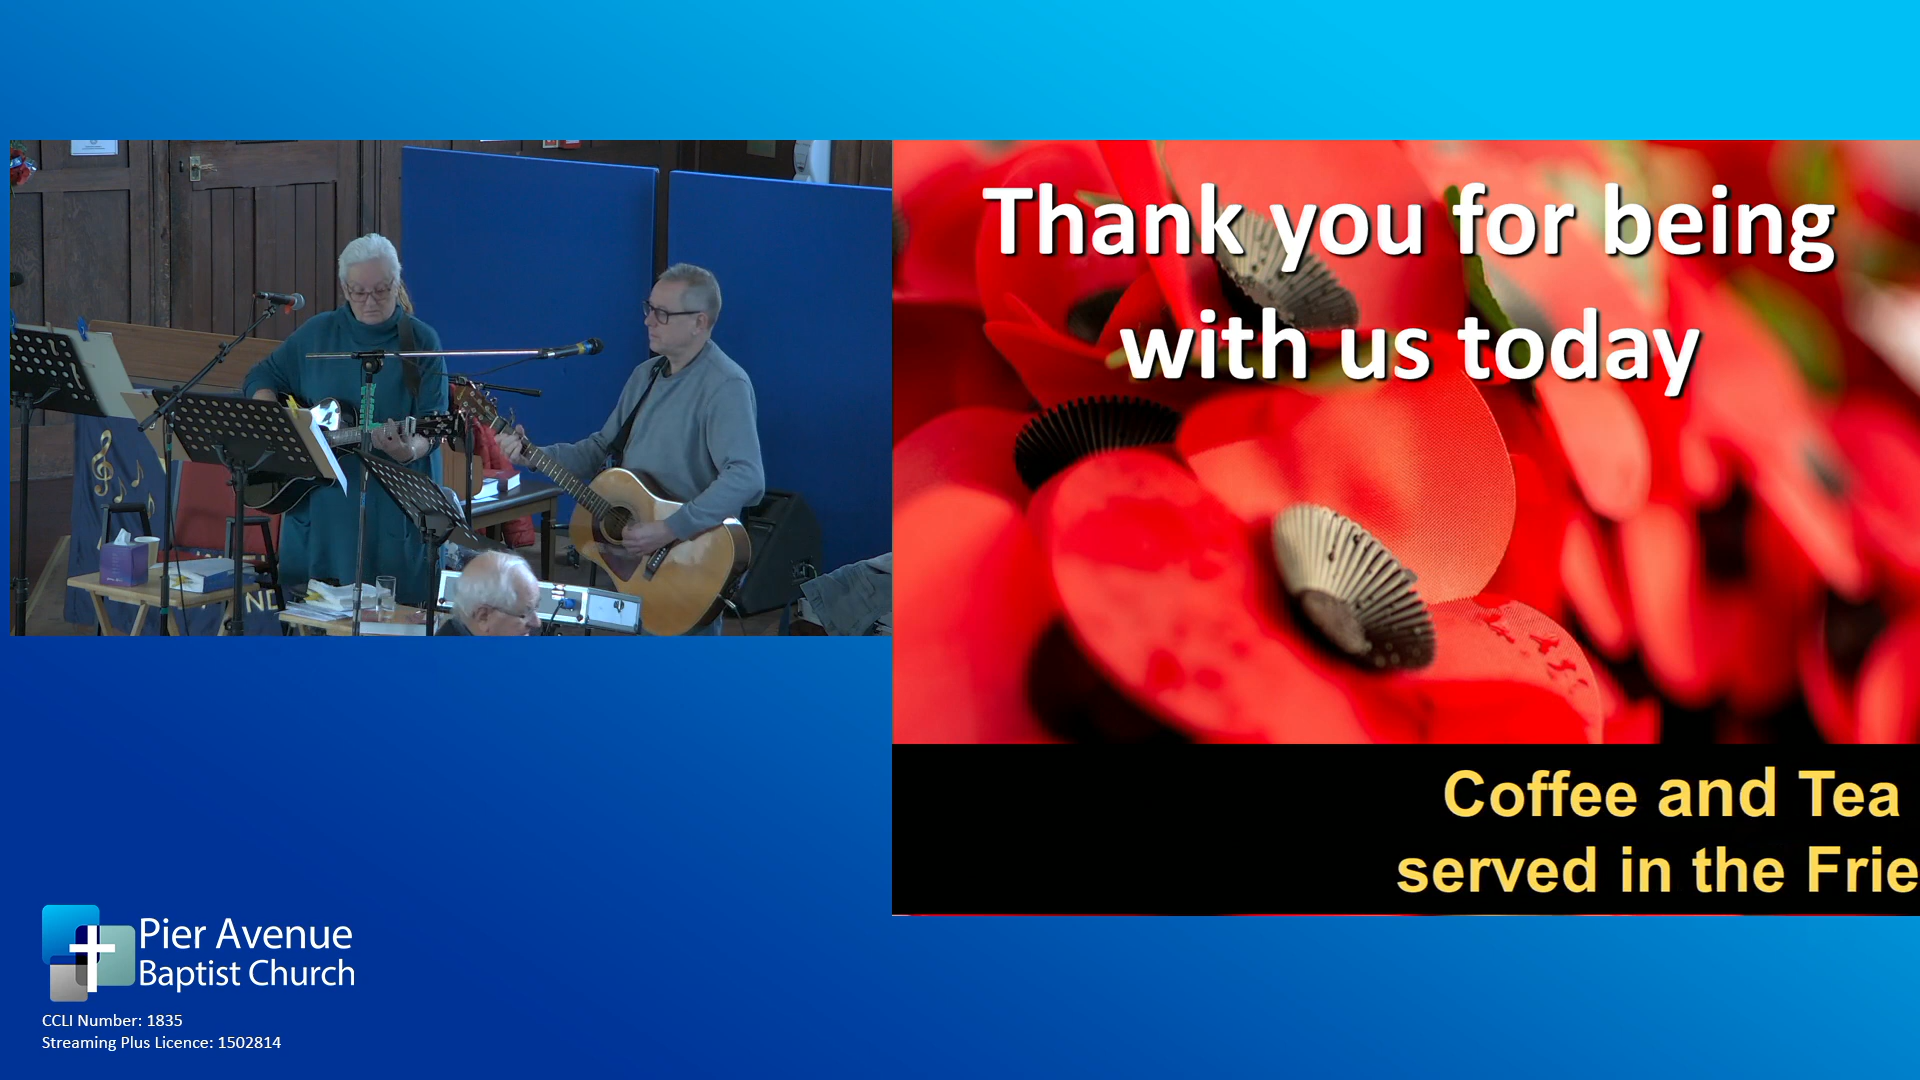 Thank you for being
with us today
Coffee and Tea
served in the Frie
Pier Avenue
Baptist Church
CCLI Number: 1835
Streaming Plus Licence: 1502814